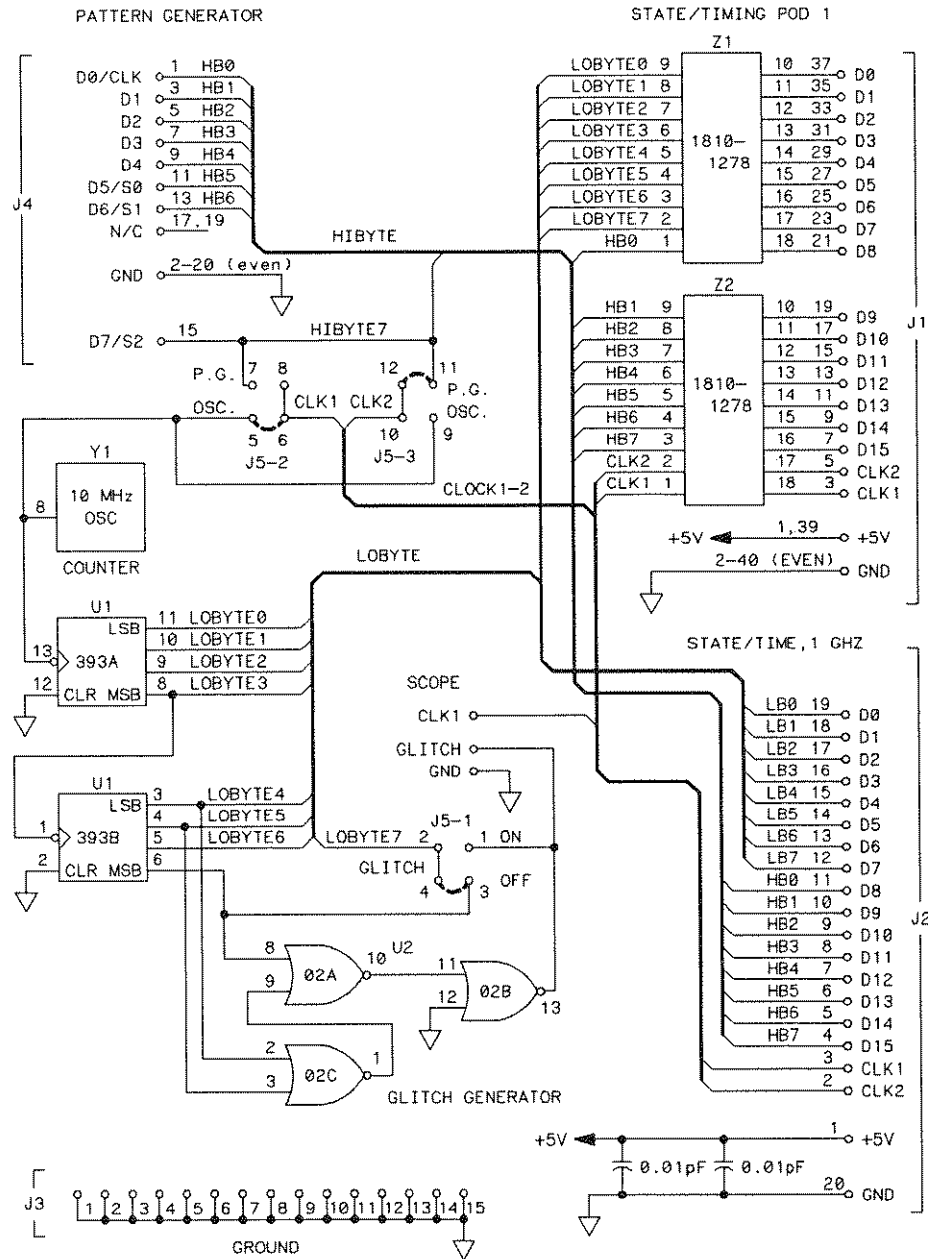 PATTERN GENERATOR
STATE/TIMING POD 1
J4
D0/CLK 1 HB0
D1 3 HB1
D2 5 HB2
D3 7 HB3
D4 9 HB4
D5/S0 11 HB5
D6/S1 13 HB6
N/C 17,19
HIBYTE
GND 2-20 (even)
D7/S2 15 HIBYTE7
Z1
1810-
1278
LOBYTE0 9 10 37 D0
LOBYTE1 8 11 35 D1
LOBYTE2 7 12 33 D2
LOBYTE3 6 13 31 D3
LOBYTE4 5 14 29 D4
LOBYTE5 4 15 27 D5
LOBYTE6 3 16 25 D6
LOBYTE7 2 17 23 D7
HB0 1 18 21 D8
Z2
1810-
1278
HB1 9 10 19 D9
HB2 8 11 17 D10
HB3 7 12 15 D11
HB4 6 13 13 D12
HB5 5 14 11 D13
HB6 4 15 9 D14
HB7 3 16 7 D15
CLK2 2 17 5 CLK2
CLK1 1 18 3 CLK1
J1
+5V 1,39 +5V
2-40 (EVEN) GND
P.G. 7 8 12 11 P.G.
OSC. CLK1 CLK2 OSC.
5 6 10 9
J5-2 J5-3
CLOCK1-2
Y1
8 10 MHz
OSC
COUNTER
LOBYTE
U1
LSB 11 LOBYTE0
10 LOBYTE1
13 393A 9 LOBYTE2
12 CLR MSB 8 LOBYTE3
U1
LSB 3 LOBYTE4
4 LOBYTE5
1 393B 5 LOBYTE6
2 CLR MSB 6
SCOPE
CLK1
GLITCH
GND
J5-1
LOBYTE7 2 1 ON
GLITCH 4 3 OFF
U2
8 9 02A 10
11 12 02B 13
2 3 02C 1
GLITCH GENERATOR
STATE/TIME,1 GHZ
LB0 19 D0
LB1 18 D1
LB2 17 D2
LB3 16 D3
LB4 15 D4
LB5 14 D5
LB6 13 D6
LB7 12 D7
HB0 11 D8
HB1 10 D9
HB2 9 D10
HB3 8 D11
HB4 7 D12
HB5 6 D13
HB6 5 D14
HB7 4 D15
3 CLK1
2 CLK2
J2
+5V 1 +5V
0.01pF 0.01pF
20 GND
J3
1 2 3 4 5 6 7 8 9 10 11 12 13 14 15
GROUND